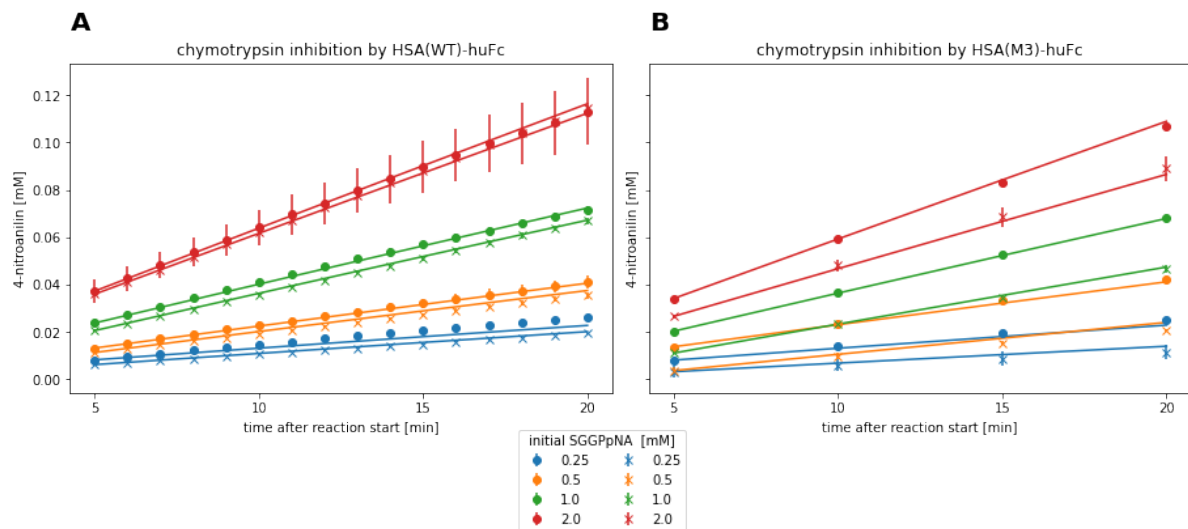 A
B
chymotrypsin inhibition by HSA(WT)-huFc
chymotrypsin inhibition by HSA(M3)-huFc
4-nitroanilin [mM]
0.12
0.10
0.08
0.06
0.04
0.02
0.00
5
10
15
20
time after reaction start [min]
4-nitroanilin [mM]
5
10
15
20
time after reaction start [min]
initial SGGPpNA [mM]
0.25 0.25
0.5 0.5
1.0 1.0
2.0 2.0